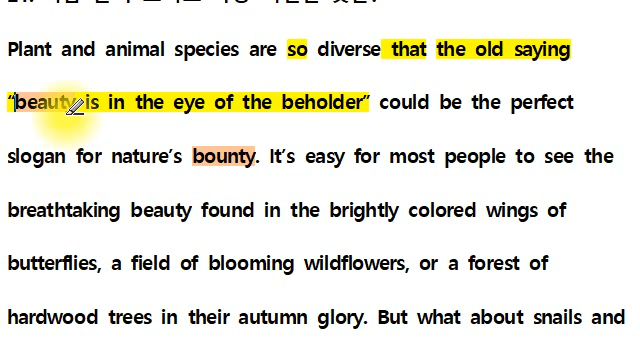 Plant and animal species are so diverse that the old saying
“beauty is in the eye of the beholder” could be the perfect
slogan for nature’s bounty. It’s easy for most people to see the
breathtaking beauty found in the brightly colored wings of
butterflies, a field of blooming wildflowers, or a forest of
hardwood trees in their autumn glory. But what about snails and